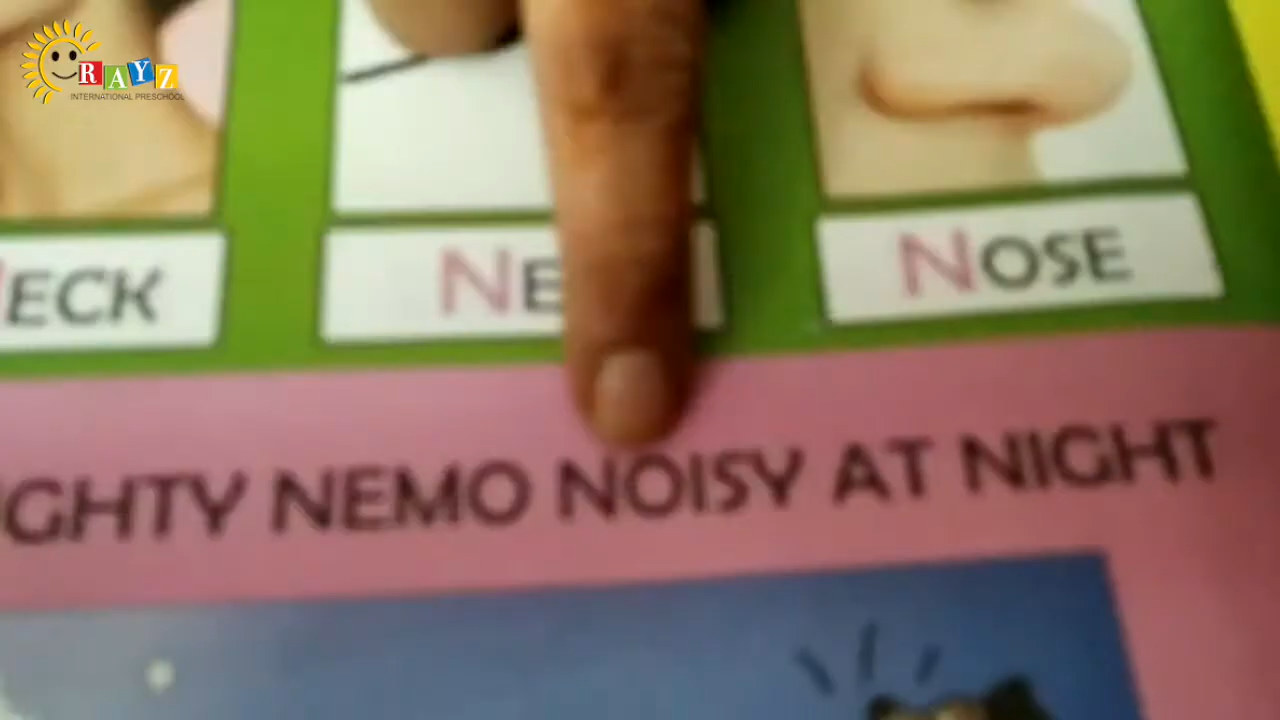 RAYZ
INTERNATIONAL PRESCHOOL
ECK
NOSE
GHTY NEMO NOISY AT NIGHT